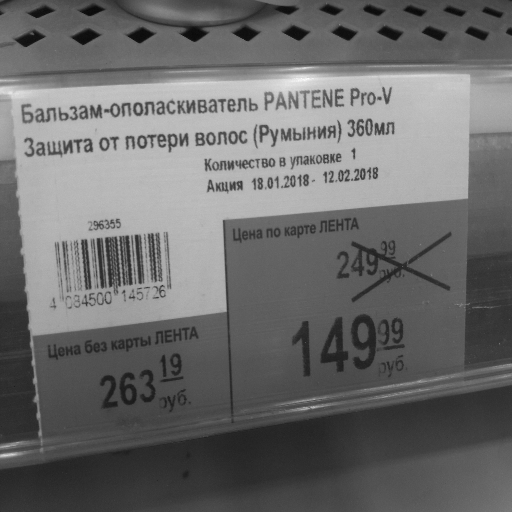 Бальзам-ополаскиватель PANTENE Pro-V
Защита от потери волос (Румыния) 360мл
Количество в упаковке 1
Акция 18.01.2018 - 12.02.2018
296355
4 084500 145726
Цена по карте ЛЕНТА
249 99 руб.
149 99 руб.
Цена без карты ЛЕНТА
263 19 руб.